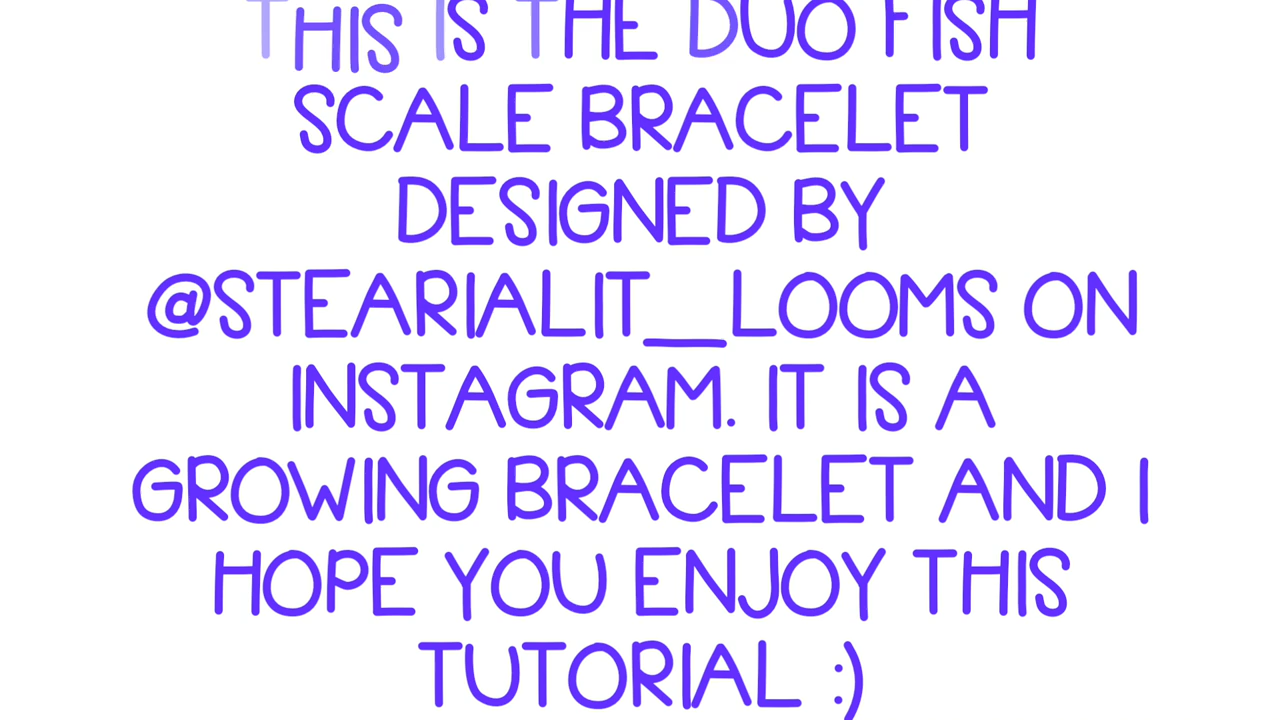 THIS IS THE DUO FISH
SCALE BRACELET
DESIGNED BY
@STEARIALIT__LOOMS ON
INSTAGRAM. IT IS A
GROWING BRACELET AND I
HOPE YOU ENJOY THIS
TUTORIAL :)